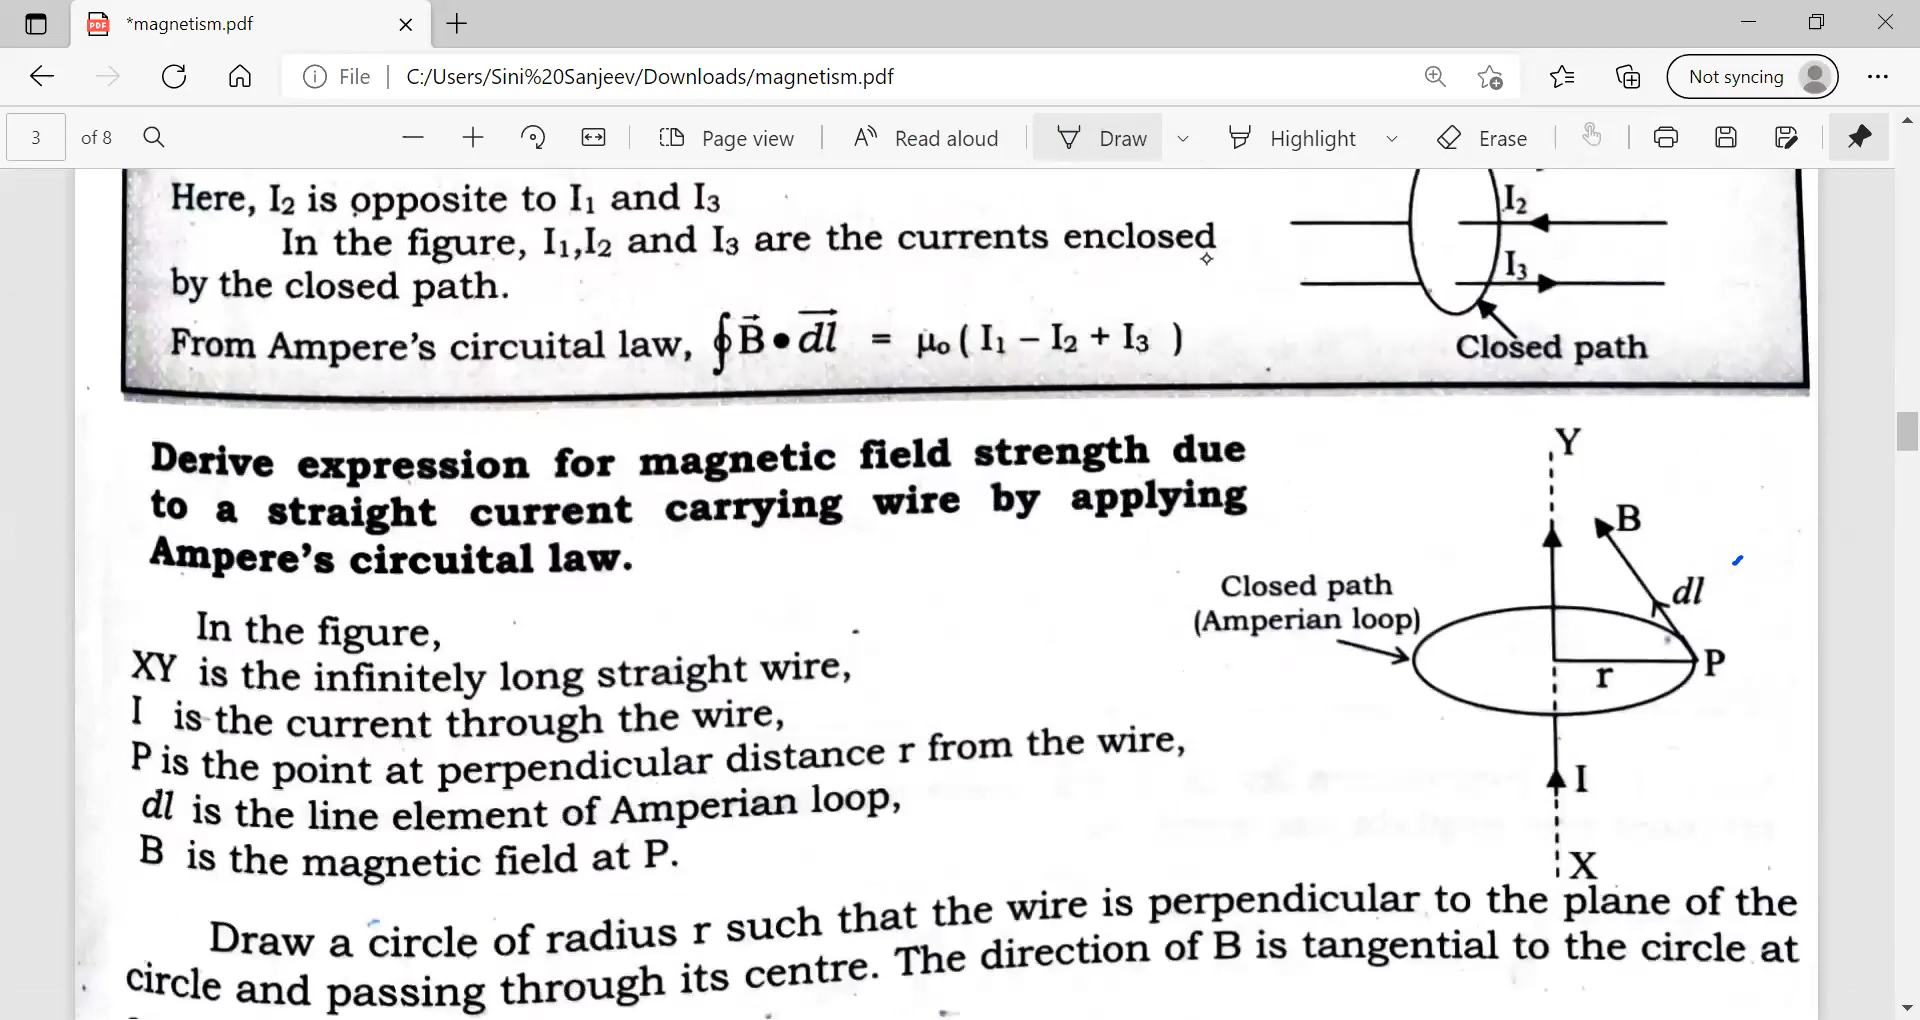 *magnetism.pdf
File
C:/Users/Sini%20Sanjeev/Downloads/magnetism.pdf
Not syncing
3 of 8
Page view
Read aloud
Draw
Highlight
Erase
Here, I₂ is opposite to I₁ and I₃
In the figure, I₁,I₂ and I₃ are the currents enclosed
by the closed path.
From Ampere's circuital law, ∮B⃗ • dl⃗ = μ₀ ( I₁ – I₂ + I₃ )
I₂
I₃
Closed path
Derive expression for magnetic field strength due
to a straight current carrying wire by applying
Ampere's circuital law.
Y
B
dl
Closed path
(Amperian loop)
P
r
I
X
In the figure,
XY is the infinitely long straight wire,
I is the current through the wire,
P is the point at perpendicular distance r from the wire,
dl is the line element of Amperian loop,
B is the magnetic field at P.
Draw a circle of radius r such that the wire is perpendicular to the plane of the
circle and passing through its centre. The direction of B is tangential to the circle at